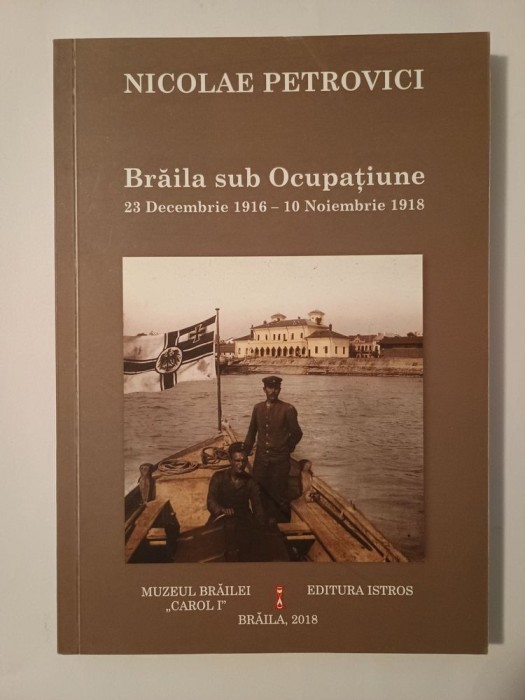 NICOLAE PETROVICI
Brăila sub Ocupațiune
23 Decembrie 1916 – 10 Noiembrie 1918
MUZEUL BRĂILEI
„CAROL I”
EDITURA ISTROS
BRĂILA, 2018